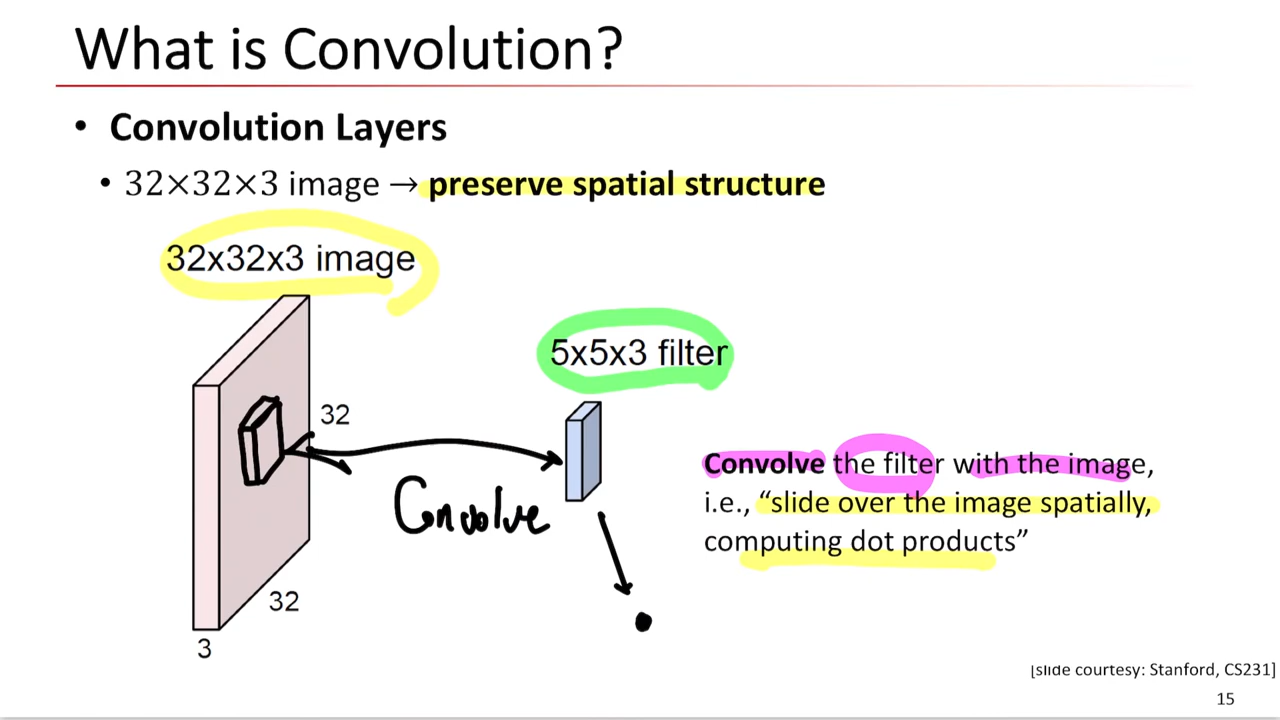 What is Convolution?
• Convolution Layers
• 32×32×3 image → preserve spatial structure
32x32x3 image
5x5x3 filter
32
Convolve the filter with the image,
i.e., “slide over the image spatially,
computing dot products”
Convolve
32
3
[slide courtesy: Stanford, CS231]
15